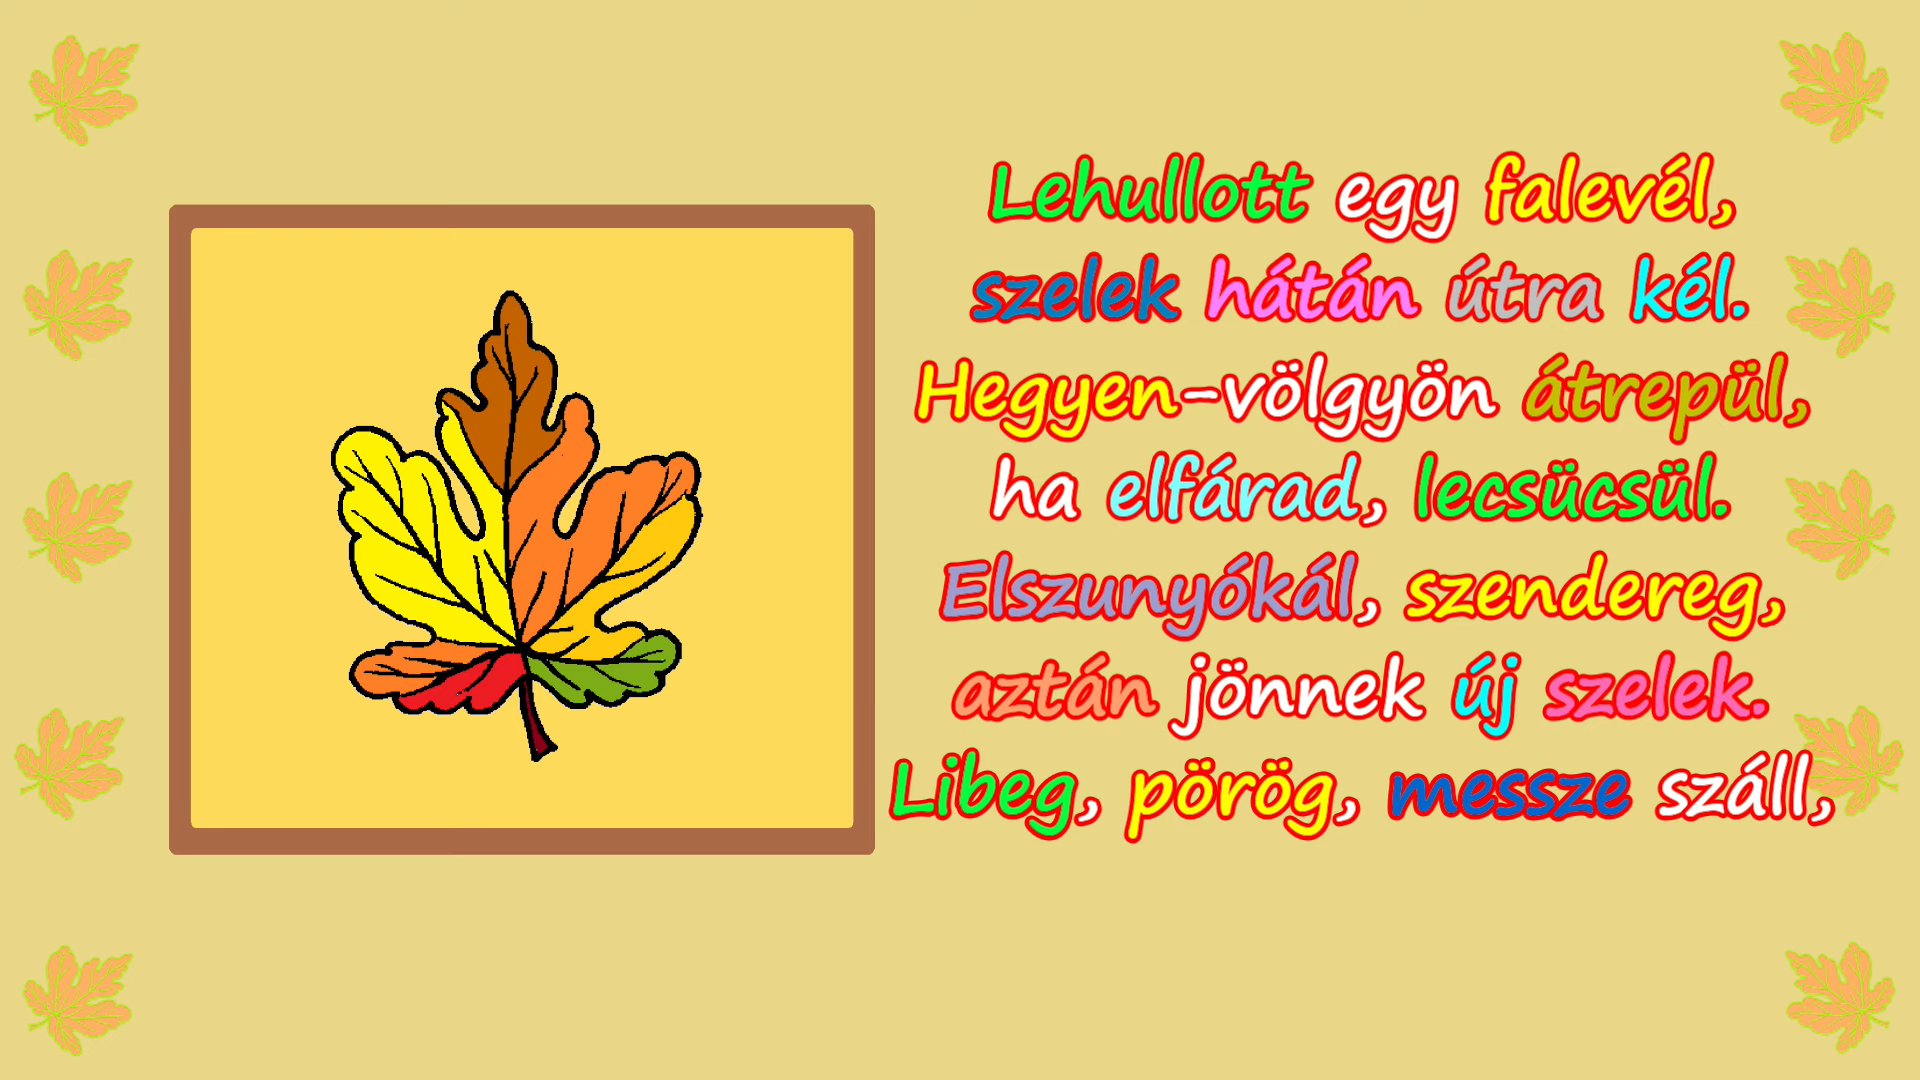 Lehullott egy falevél,
szelek hátán útra kél.
Hegyen-völgyön átrepül,
ha elfárad, lecsücsül.
Elszunyókál, szendereg,
aztán jönnek új szelek.
Libeg, pörög, messze száll,